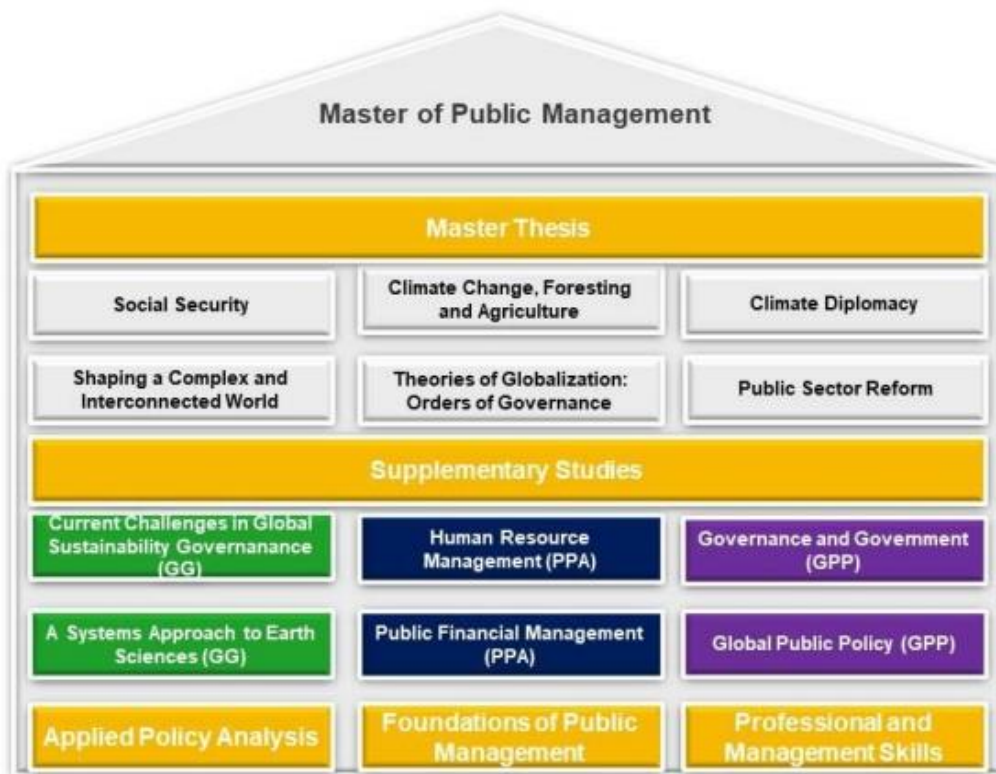 Master of Public Management
Master Thesis
Social Security
Climate Change, Foresting
and Agriculture
Climate Diplomacy
Shaping a Complex and
Interconnected World
Theories of Globalization:
Orders of Governance
Public Sector Reform
Supplementary Studies
Current Challenges in Global
Sustainability Governanance
(GG)
Human Resource
Management (PPA)
Governance and Government
(GPP)
A Systems Approach to Earth
Sciences (GG)
Public Financial Management
(PPA)
Global Public Policy (GPP)
Applied Policy Analysis
Foundations of Public
Management
Professional and
Management Skills